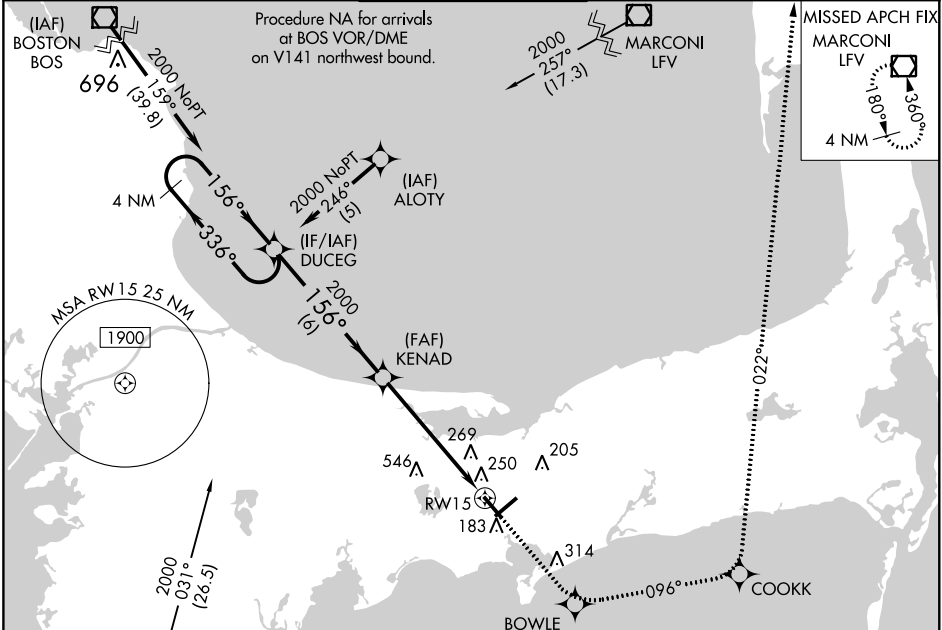 (IAF)
BOSTON
BOS
696
2000 NoPT
159°
(39.8)
Procedure NA for arrivals
at BOS VOR/DME
on V141 northwest bound.
2000
257°
(17.3)
MARCONI
LFV
MISSED APCH FIX
MARCONI
LFV
180°
360°
4 NM
4 NM
156°
336°
2000 NoPT
246°
(5)
(IAF)
ALOTY
(IF/IAF)
DUCEG
2000
156°
(6)
(FAF)
KENAD
MSA RW15 25 NM
1900
022°
269
250
205
546
RW15
183
314
2000
031°
(26.5)
096°
COOKK
BOWLE